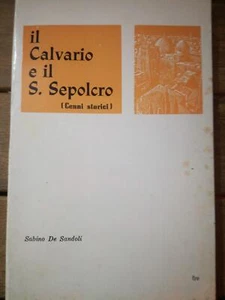 il
Calvario
e il
S. Sepolcro
(Cenni storici)
Sabino De Sandoli